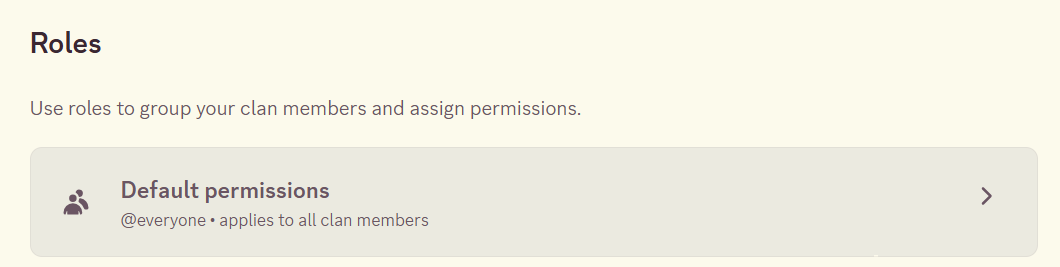 Roles
Use roles to group your clan members and assign permissions.
Default permissions
@everyone • applies to all clan members